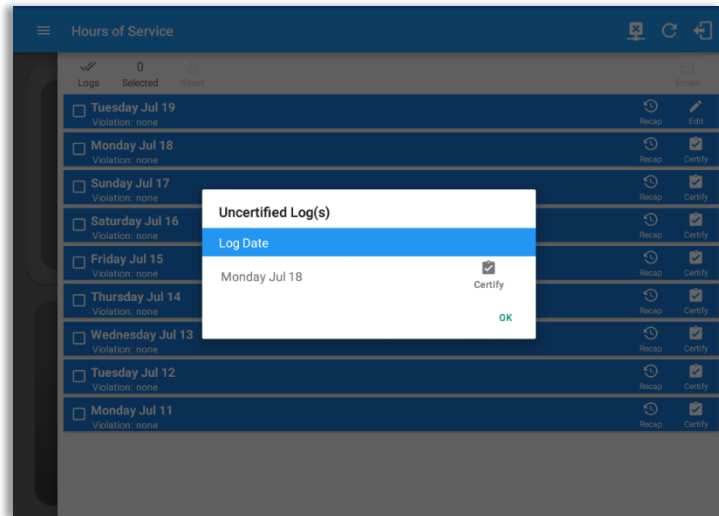 Hours of Service
0
Logs Selected Reset Email
Tuesday Jul 19
Violation: none
Recap Edit
Monday Jul 18
Violation: none
Recap Certify
Sunday Jul 17
Violation: none
Recap Certify
Saturday Jul 16
Violation: none
Recap Certify
Friday Jul 15
Violation: none
Recap Certify
Thursday Jul 14
Violation: none
Recap Certify
Wednesday Jul 13
Violation: none
Recap Certify
Tuesday Jul 12
Violation: none
Recap Certify
Monday Jul 11
Violation: none
Recap Certify
Uncertified Log(s)
Log Date
Monday Jul 18
Certify
OK